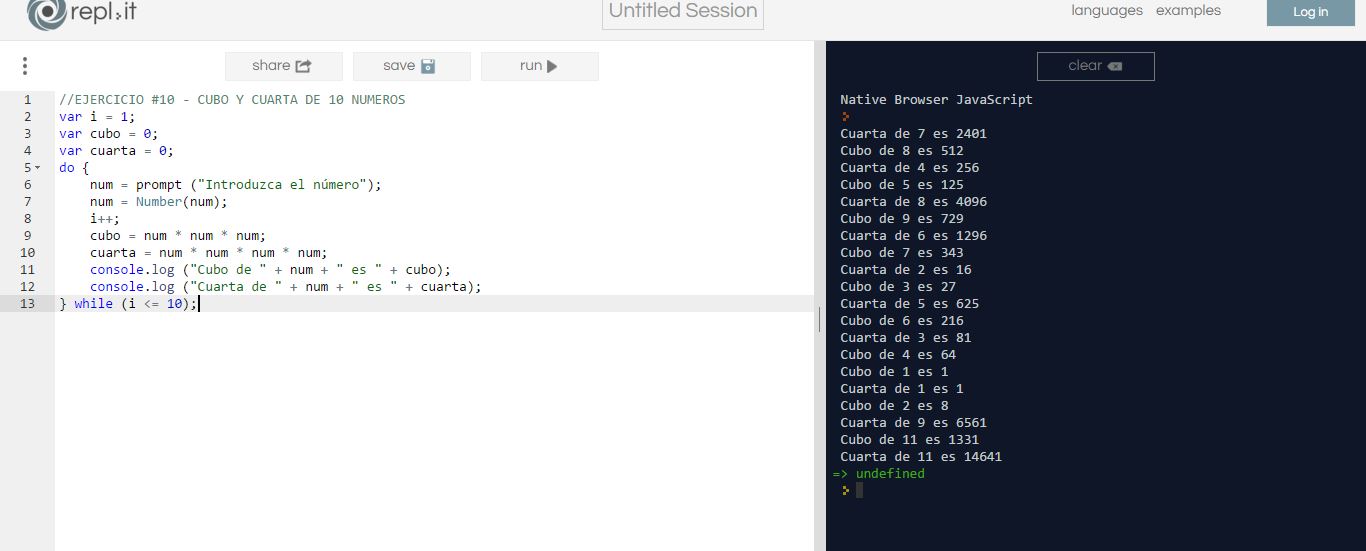 repl.it
Untitled Session
languages examples Log in
share save run
clear
1 //EJERCICIO #10 - CUBO Y CUARTA DE 10 NUMEROS
2 var i = 1;
3 var cubo = 0;
4 var cuarta = 0;
5 do {
6     num = prompt ("Introduzca el número");
7     num = Number(num);
8     i++;
9     cubo = num * num * num;
10     cuarta = num * num * num * num;
11     console.log ("Cubo de " + num + " es " + cubo);
12     console.log ("Cuarta de " + num + " es " + cuarta);
13 } while (i <= 10);
Native Browser JavaScript
Cuarta de 7 es 2401
Cubo de 8 es 512
Cuarta de 4 es 256
Cubo de 5 es 125
Cuarta de 8 es 4096
Cubo de 9 es 729
Cuarta de 6 es 1296
Cubo de 7 es 343
Cuarta de 2 es 16
Cubo de 3 es 27
Cuarta de 5 es 625
Cubo de 6 es 216
Cuarta de 3 es 81
Cubo de 4 es 64
Cubo de 1 es 1
Cuarta de 1 es 1
Cubo de 2 es 8
Cuarta de 9 es 6561
Cubo de 11 es 1331
Cuarta de 11 es 14641
=> undefined